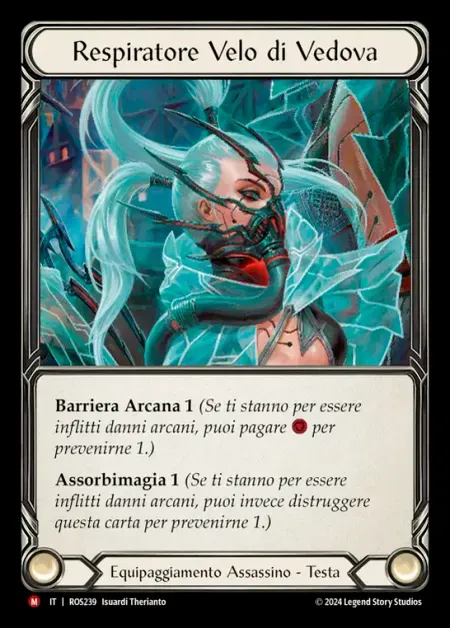 Respiratore Velo di Vedova
Barriera Arcana 1 (Se ti stanno per essere
inflitti danni arcani, puoi pagare per
prevenirne 1.)
Assorbimagia 1 (Se ti stanno per essere
inflitti danni arcani, puoi invece distruggere
questa carta per prevenirne 1.)
Equipaggiamento Assassino - Testa
M | IT | ROS239 Isuardi Therianto © 2024 Legend Story Studios